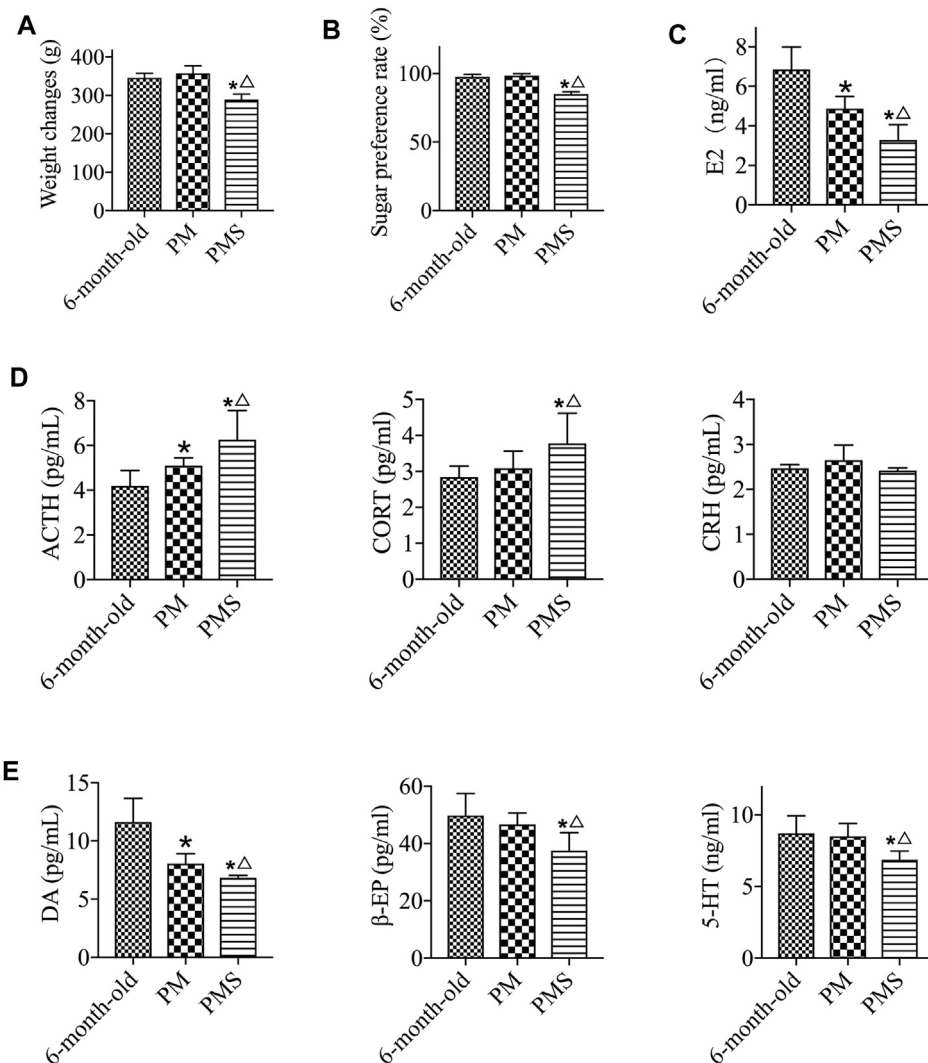 A
Weight changes (g)
400
300
200
100
0
*△
6-month-old
PM
PMS
B
Sugar preference rate (%)
100
50
0
*△
6-month-old
PM
PMS
C
E2 (ng/ml)
8
6
4
2
0
*
*△
6-month-old
PM
PMS
D
ACTH (pg/mL)
8
6
4
2
0
*
*△
6-month-old
PM
PMS
CORT (pg/ml)
5
4
3
2
1
0
*△
6-month-old
PM
PMS
CRH (pg/mL)
4
3
2
1
0
6-month-old
PM
PMS
E
DA (pg/mL)
15
10
5
0
*
*△
6-month-old
PM
PMS
β-EP (pg/ml)
60
40
20
0
*△
6-month-old
PM
PMS
5-HT (ng/ml)
10
5
0
*△
6-month-old
PM
PMS